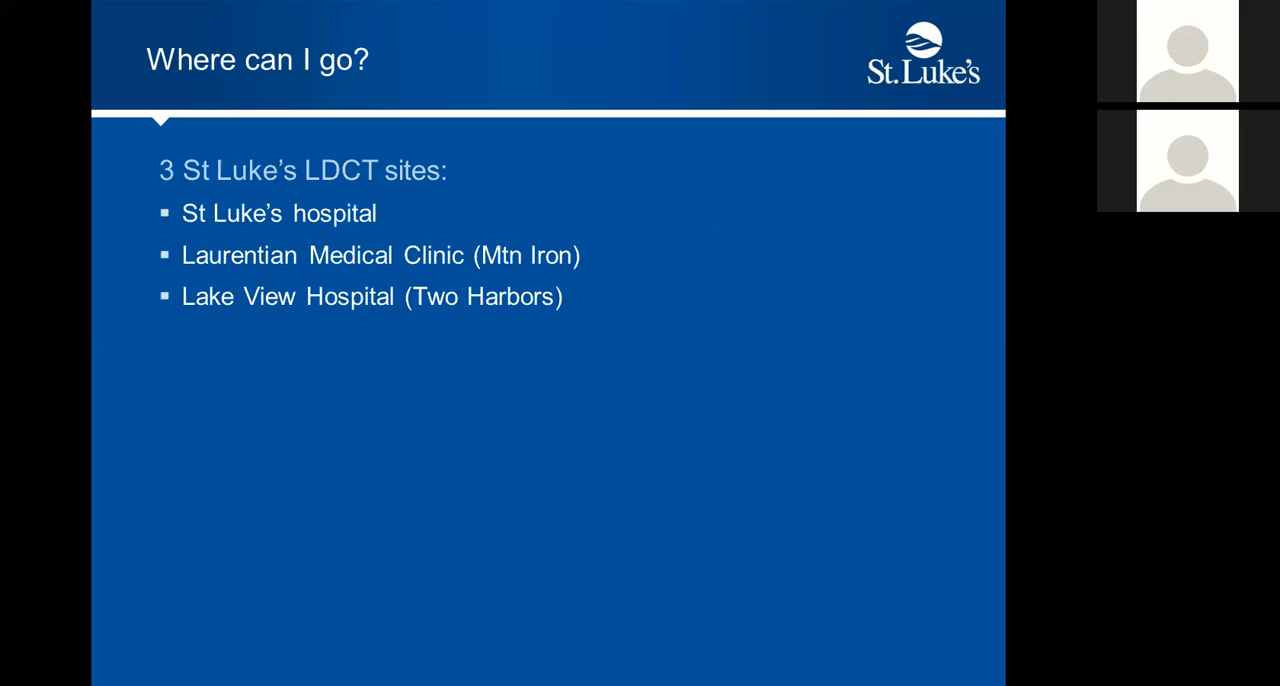 Where can I go?
St. Luke's
3 St Luke's LDCT sites:
St Luke's hospital
Laurentian Medical Clinic (Mtn Iron)
Lake View Hospital (Two Harbors)